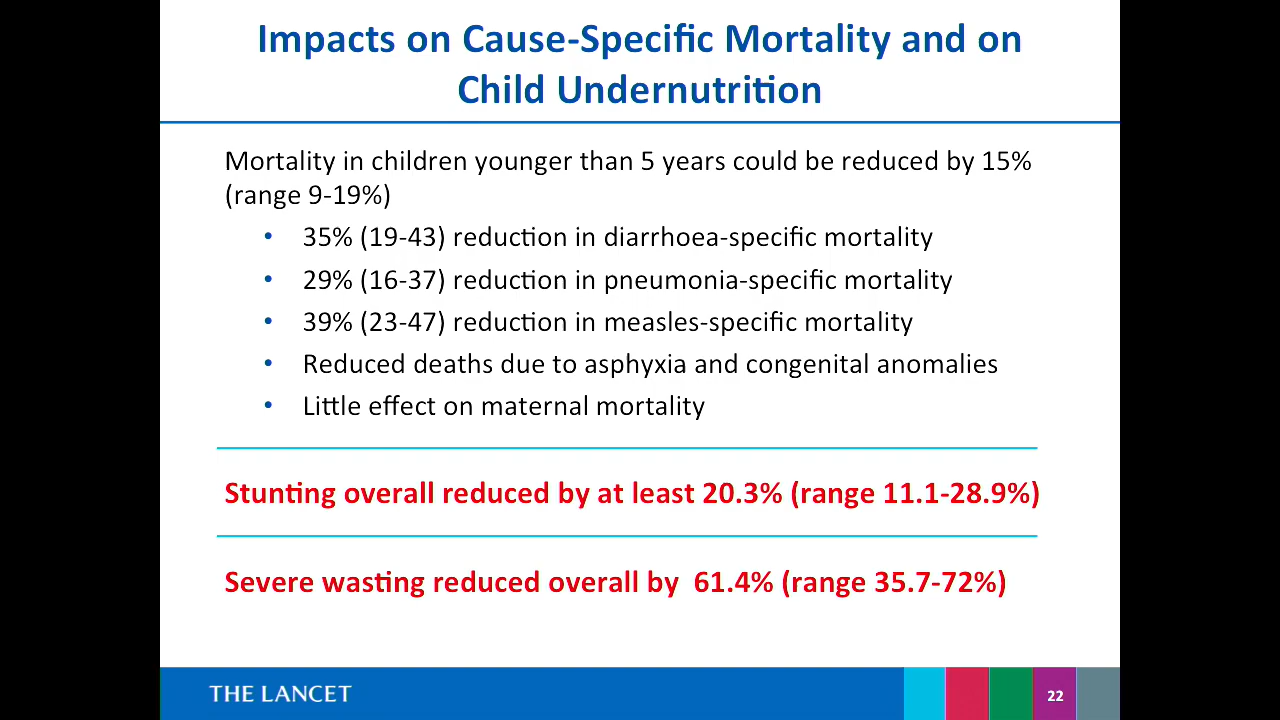 Impacts on Cause-Specific Mortality and on
Child Undernutrition
Mortality in children younger than 5 years could be reduced by 15%
(range 9-19%)
• 35% (19-43) reduction in diarrhoea-specific mortality
• 29% (16-37) reduction in pneumonia-specific mortality
• 39% (23-47) reduction in measles-specific mortality
• Reduced deaths due to asphyxia and congenital anomalies
• Little effect on maternal mortality
Stunting overall reduced by at least 20.3% (range 11.1-28.9%)
Severe wasting reduced overall by  61.4% (range 35.7-72%)
THE LANCET
22